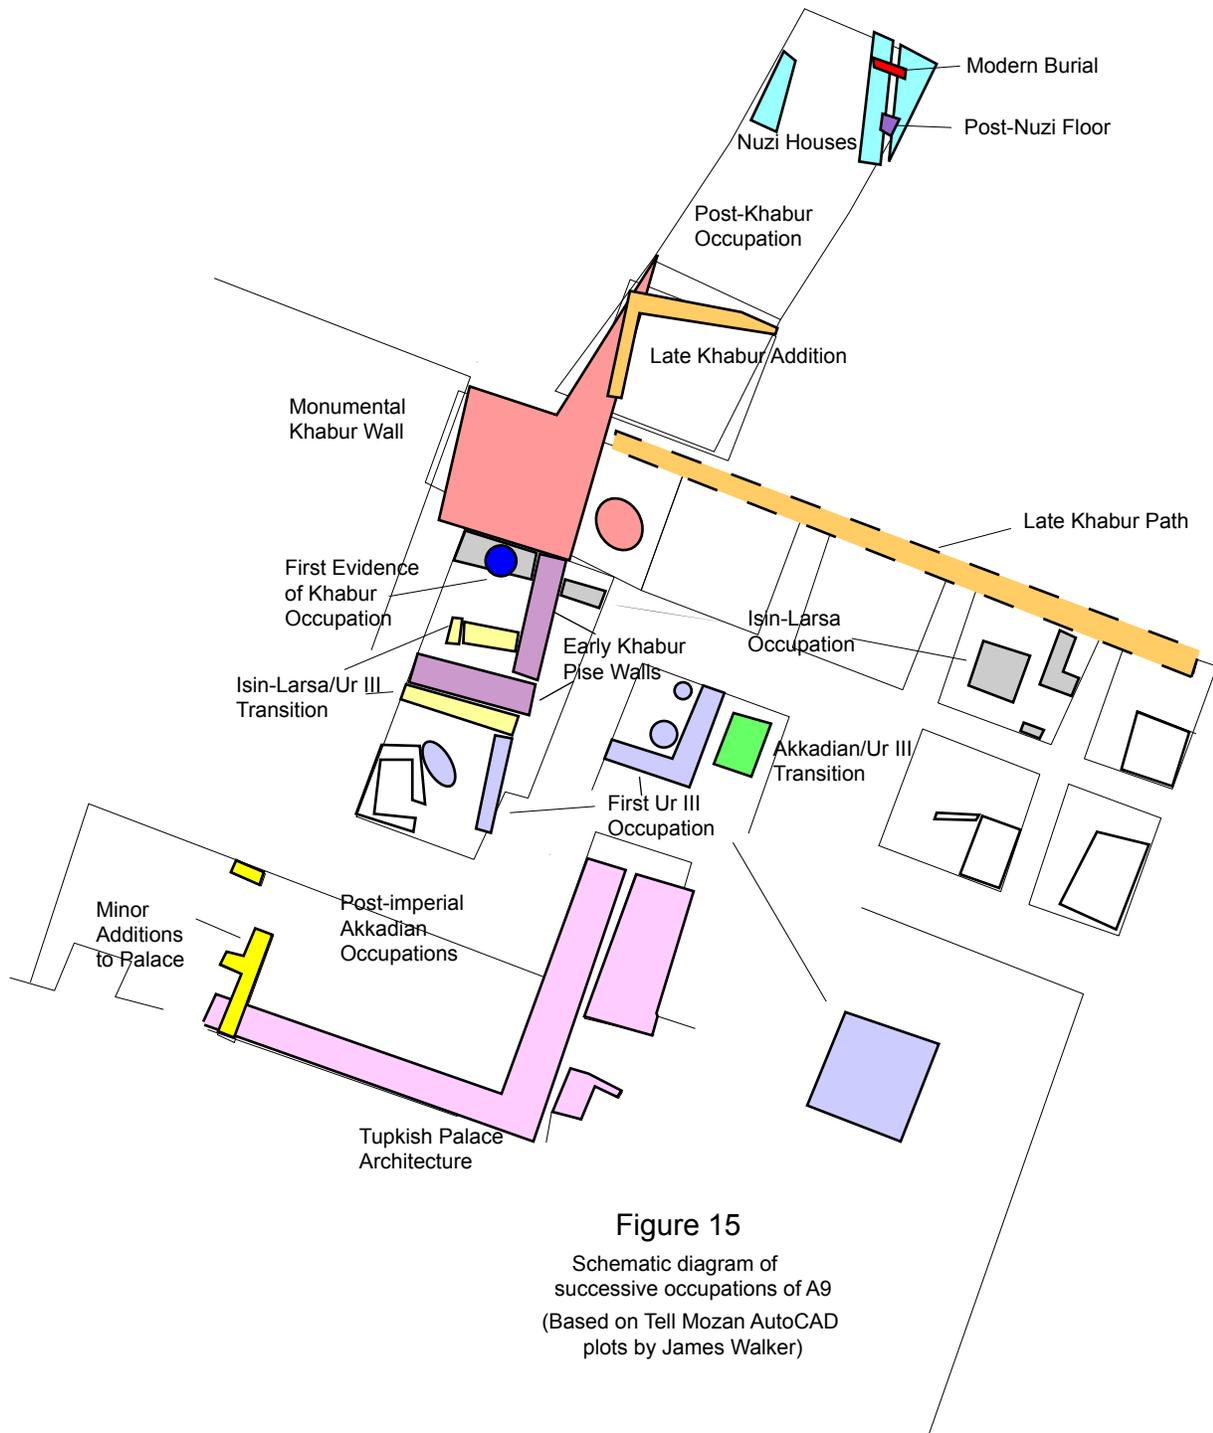 Modern Burial
Post-Nuzi Floor
Nuzi Houses
Post-Khabur
Occupation
Late Khabur Addition
Monumental
Khabur Wall
Late Khabur Path
First Evidence
of Khabur
Occupation
Isin-Larsa
Occupation
Early Khabur
Pise Walls
Isin-Larsa/Ur III
Transition
Akkadian/Ur III
Transition
First Ur III
Occupation
Post-imperial
Akkadian
Occupations
Minor
Additions
to Palace
Tupkish Palace
Architecture
Figure 15
Schematic diagram of
successive occupations of A9
(Based on Tell Mozan AutoCAD
plots by James Walker)